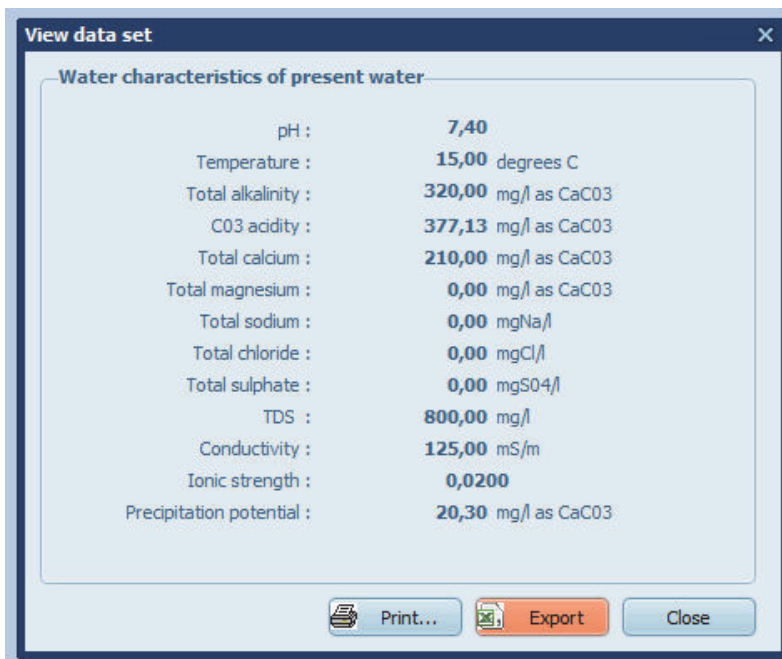 View data set
Water characteristics of present water
pH : 7,40
Temperature : 15,00 degrees C
Total alkalinity : 320,00 mg/l as CaC03
C03 acidity : 377,13 mg/l as CaC03
Total calcium : 210,00 mg/l as CaC03
Total magnesium : 0,00 mg/l as CaC03
Total sodium : 0,00 mgNa/l
Total chloride : 0,00 mgCl/l
Total sulphate : 0,00 mgS04/l
TDS : 800,00 mg/l
Conductivity : 125,00 mS/m
Ionic strength : 0,0200
Precipitation potential : 20,30 mg/l as CaC03
Print... Export Close